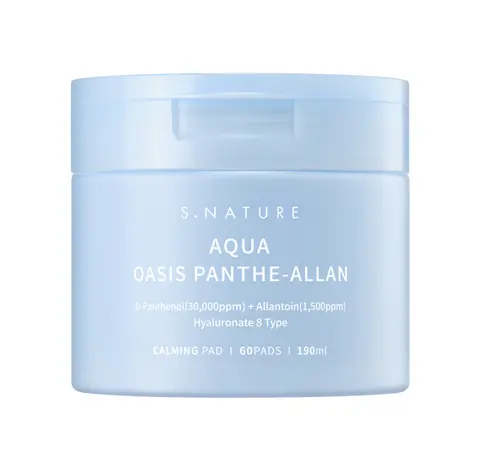 S.NATURE
AQUA
OASIS PANTHE-ALLAN
D-Panthenol(30,000ppm) + Allantoin(1,500ppm)
Hyaluronate 8 Type
CALMING PAD I 60PADS I 190ml